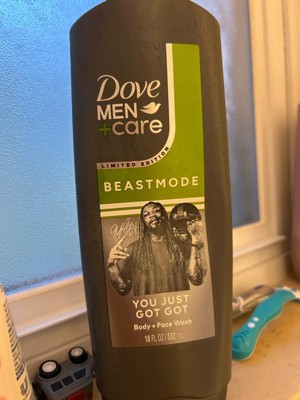 Dove
MEN
+care
LIMITED EDITION
BEASTMODE
YOU JUST
GOT GOT
Body + Face Wash
18 FL OZ / 532 mL